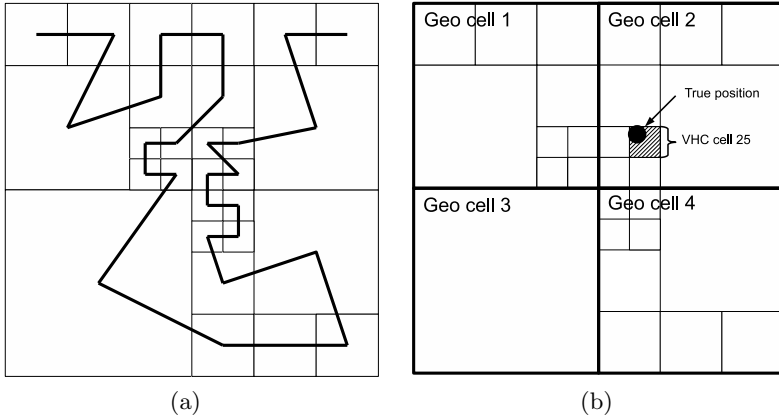 Geo cell 1
Geo cell 2
True position
VHC cell 25
Geo cell 3
Geo cell 4
(a)
(b)